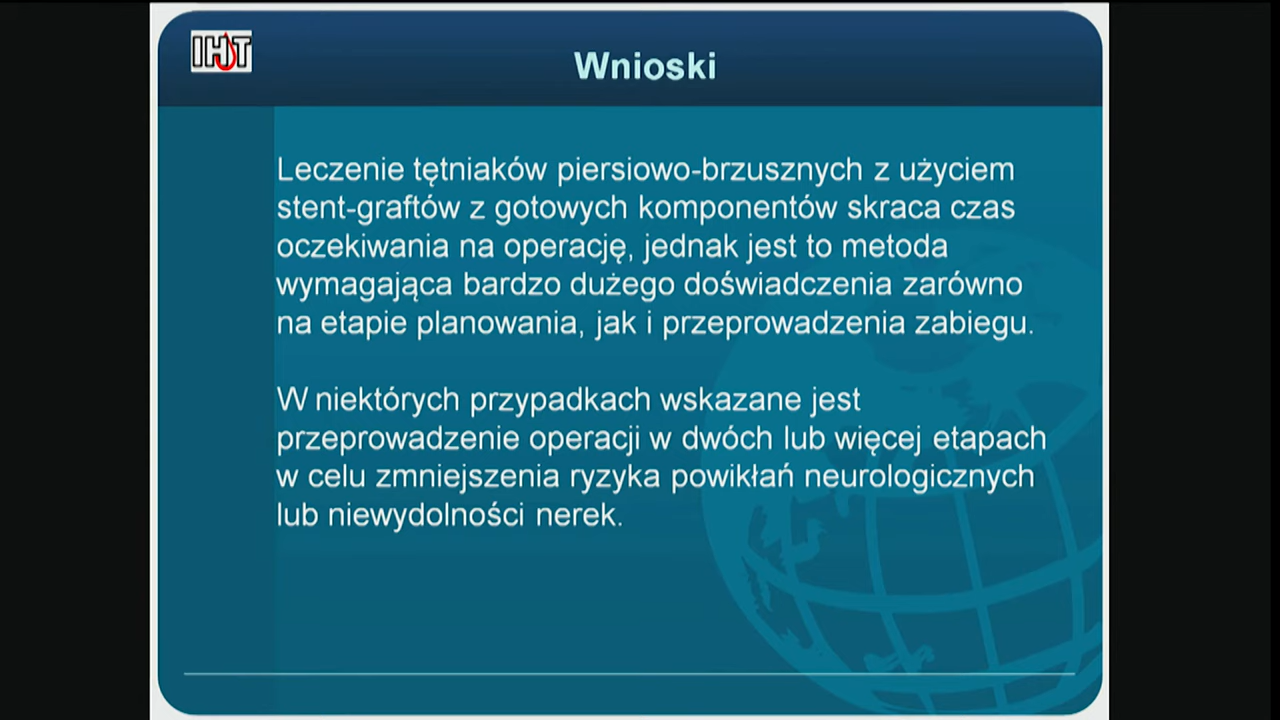 IHT
Wnioski
Leczenie tętniaków piersiowo-brzusznych z użyciem
stent-graftów z gotowych komponentów skraca czas
oczekiwania na operację, jednak jest to metoda
wymagająca bardzo dużego doświadczenia zarówno
na etapie planowania, jak i przeprowadzenia zabiegu.
W niektórych przypadkach wskazane jest
przeprowadzenie operacji w dwóch lub więcej etapach
w celu zmniejszenia ryzyka powikłań neurologicznych
lub niewydolności nerek.